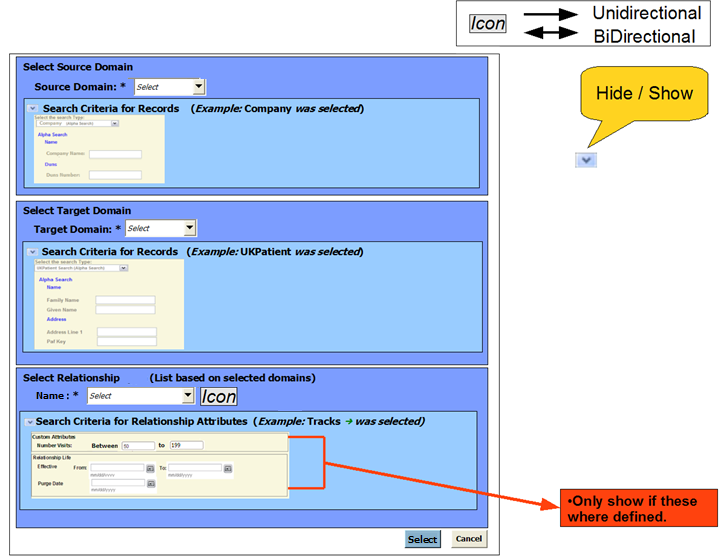 Icon
Unidirectional
BiDirectional
Hide / Show
Select Source Domain
Source Domain: * Select
Search Criteria for Records (Example: Company was selected)
Select the search Type:
Company (Alpha Search)
Alpha Search
Name
Company Name:
Duns
Duns Number:
Select Target Domain
Target Domain: * Select
Search Criteria for Records (Example: UKPatient was selected)
Select the search Type:
UKPatient Search (Alpha Search)
Alpha Search
Name
Family Name
Given Name
Address
Address Line 1
Paf Key
Select Relationship (List based on selected domains)
Name : * Select Icon
Search Criteria for Relationship Attributes (Example: Tracks ➔ was selected)
Custom Attributes
Number Visits: Between 50 to 199
Relationship Life
Effective From: To:
mm/dd/yyyy mm/dd/yyyy
Purge Date
mm/dd/yyyy
•Only show if these
where defined.
Select Cancel